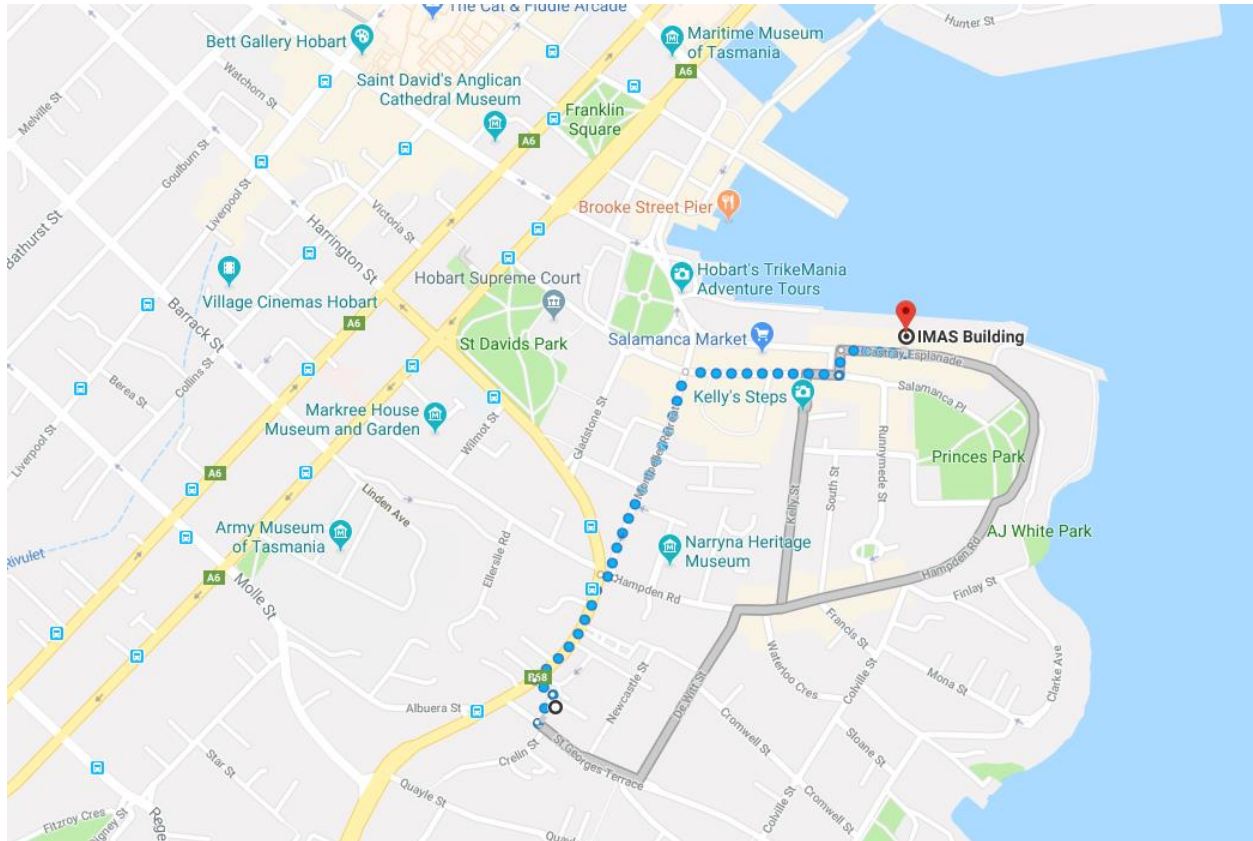 The Cat & Fiddle Arcade
Hunter St
Bett Gallery Hobart
Maritime Museum
of Tasmania
A6
Watchorn St
Saint David's Anglican
Cathedral Museum
Franklin
Square
Melville St
A6
Goulburn St
Liverpool St
Victoria St
Brooke Street Pier
Bathurst St
Harrington St
Hobart Supreme Court
Hobart's TrikeMania
Adventure Tours
Village Cinemas Hobart
Barrack St
A6
St Davids Park
Salamanca Market
IMAS Building
Castray Esplanade
Berea St
Collins St
Kelly's Steps
Salamanca Pl
Markree House
Museum and Garden
Wilmot St
Gladstone St
Montpelier Retreat
Liverpool St
Runnymede St
Princes Park
A6
South St
Kelly St
Linden Ave
Army Museum
of Tasmania
Narryna Heritage
Museum
AJ White Park
Ellerslie Rd
Rivulet
Hampden Rd
A6
Hampden Rd
Finlay St
Molle St
Francis St
Waterloo Cres
Mona St
Clarke Ave
Newcastle St
B68
De Witt St
Colville St
Albuera St
Cromwell St
Sloane St
Crelin St
St Georges Terrace
Star St
Quayle St
Colville St
Cromwell St
Fitzroy Cres
Digney St
Rege
Quay